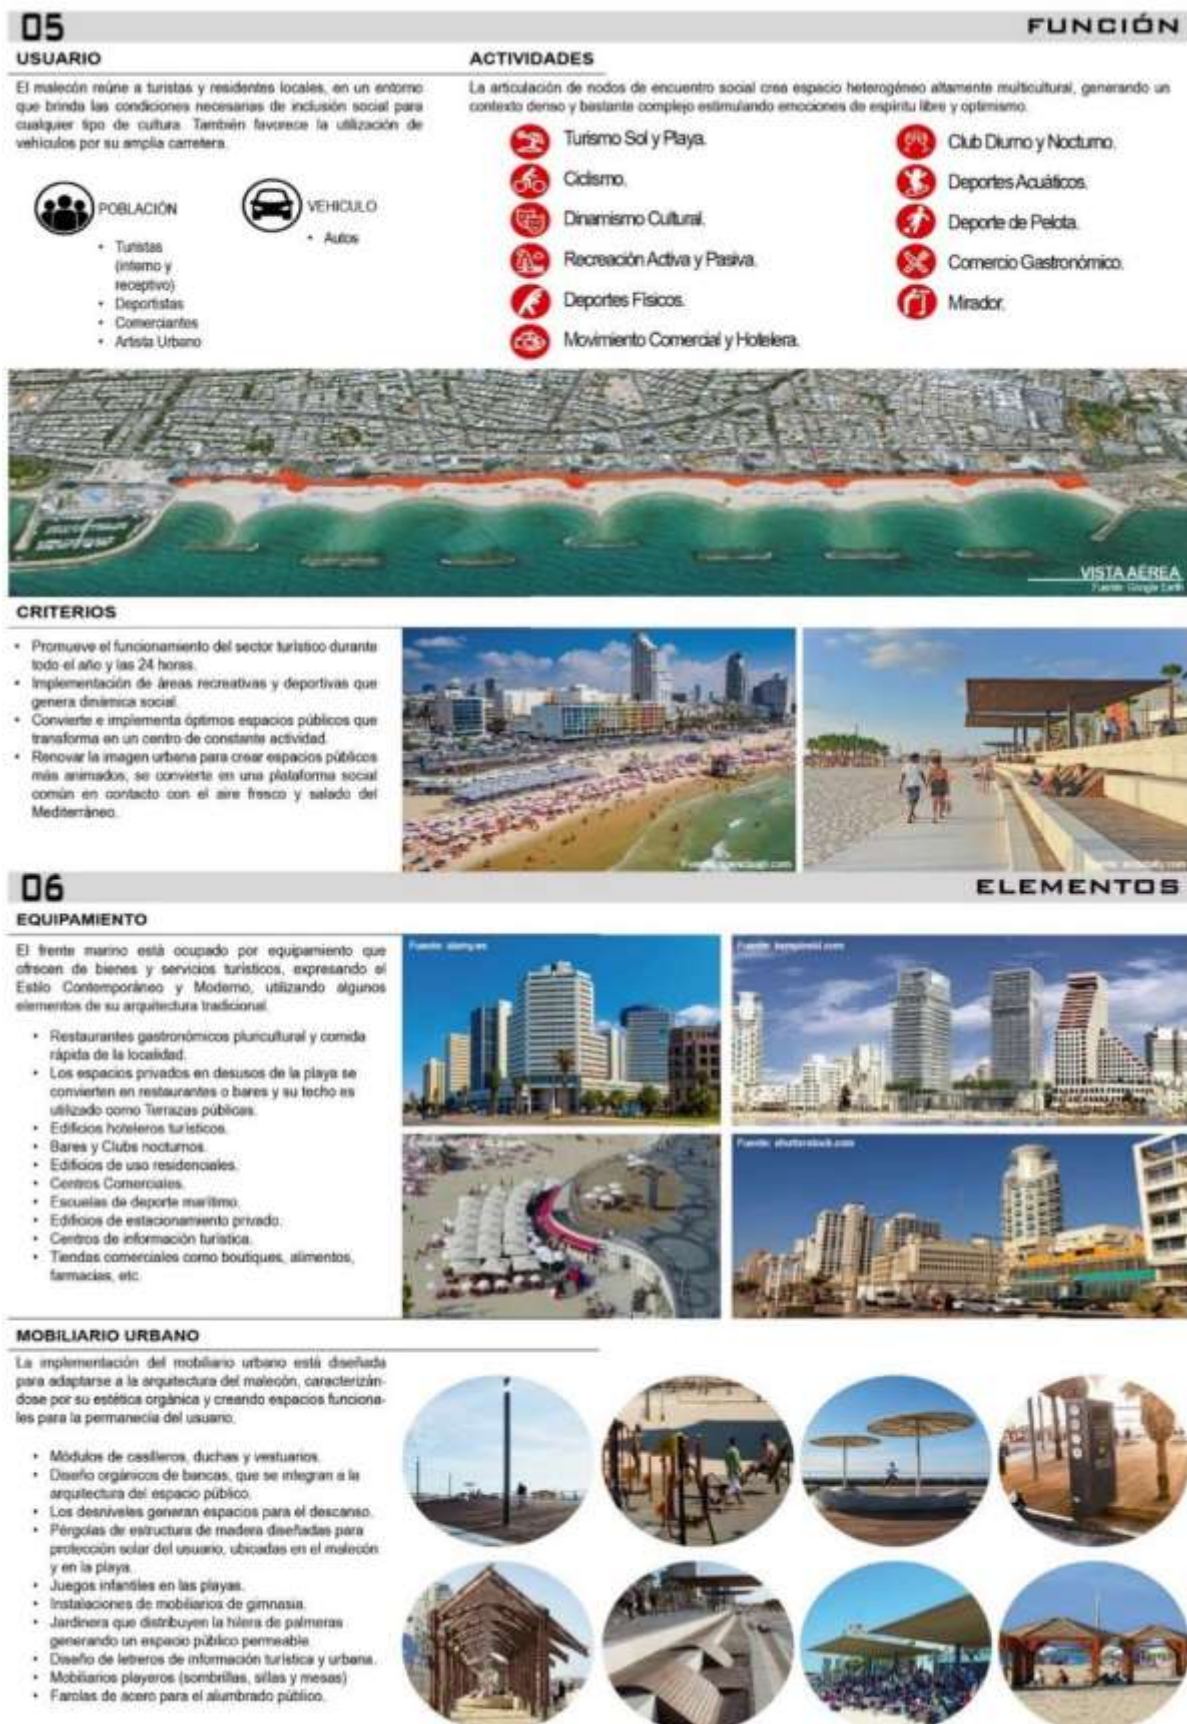 05
FUNCIÓN
USUARIO
El malecón reúne a turistas y residentes locales, en un entorno
que brinda las condiciones necesarias de inclusión social para
cualquier tipo de cultura. También favorece la utilización de
vehículos por su amplia carretera.
POBLACIÓN
• Turistas
(interno y
receptivo)
• Deportistas
• Comerciantes
• Artista Urbano
VEHICULO
• Autos
ACTIVIDADES
La articulación de nodos de encuentro social crea espacio heterogéneo altamente multicultural, generando un
contexto denso y bastante complejo estimulando emociones de espíritu libre y optimismo.
Turismo Sol y Playa.
Ciclismo.
Dinamismo Cultural.
Recreación Activa y Pasiva.
Deportes Físicos.
Movimiento Comercial y Hotelera.
Club Diurno y Nocturno.
Deportes Acuáticos.
Deporte de Pelota.
Comercio Gastronómico.
Mirador.
VISTA AÉREA
Fuente: Google Earth
CRITERIOS
• Promueve el funcionamiento del sector turístico durante
todo el año y las 24 horas.
• Implementación de áreas recreativas y deportivas que
genera dinámica social.
• Convierte e implementa óptimos espacios públicos que
transforma en un centro de constante actividad.
• Renovar la imagen urbana para crear espacios públicos
más animados, se convierte en una plataforma social
común en contacto con el aire fresco y salado del
Mediterráneo.
06
ELEMENTOS
EQUIPAMIENTO
El frente marino está ocupado por equipamiento que
ofrecen de bienes y servicios turísticos, expresando el
Estilo Contemporáneo y Moderno, utilizando algunos
elementos de su arquitectura tradicional.
• Restaurantes gastronómicos pluricultural y comida
rápida de la localidad.
• Los espacios privados en desusos de la playa se
convierten en restaurantes o bares y su techo es
utilizado como Terrazas públicas.
• Edificios hoteleros turísticos.
• Bares y Clubs nocturnos.
• Edificios de uso residenciales.
• Centros Comerciales.
• Escuelas de deporte marítimo.
• Edificios de estacionamiento privado.
• Centros de información turística.
• Tiendas comerciales como boutiques, alimentos,
farmacias, etc.
Fuente: alamy.es
Fuente: kempinski.com
Fuente: shutterstock.com
MOBILIARIO URBANO
La implementación del mobiliario urbano está diseñada
para adaptarse a la arquitectura del malecón, caracterizán-
dose por su estética orgánica y creando espacios funciona-
les para la permanecía del usuario.
• Módulos de casilleros, duchas y vestuarios.
• Diseño orgánicos de bancas, que se integran a la
arquitectura del espacio público.
• Los desniveles generan espacios para el descanso.
• Pérgolas de estructura de madera diseñadas para
protección solar del usuario, ubicadas en el malecón
y en la playa.
• Juegos infantiles en las playas.
• Instalaciones de mobiliarios de gimnasia.
• Jardinera que distribuyen la hilera de palmeras
generando un espacio público permeable.
• Diseño de letreros de información turística y urbana.
• Mobiliarios playeros (sombrillas, sillas y mesas)
• Farolas de acero para el alumbrado público.